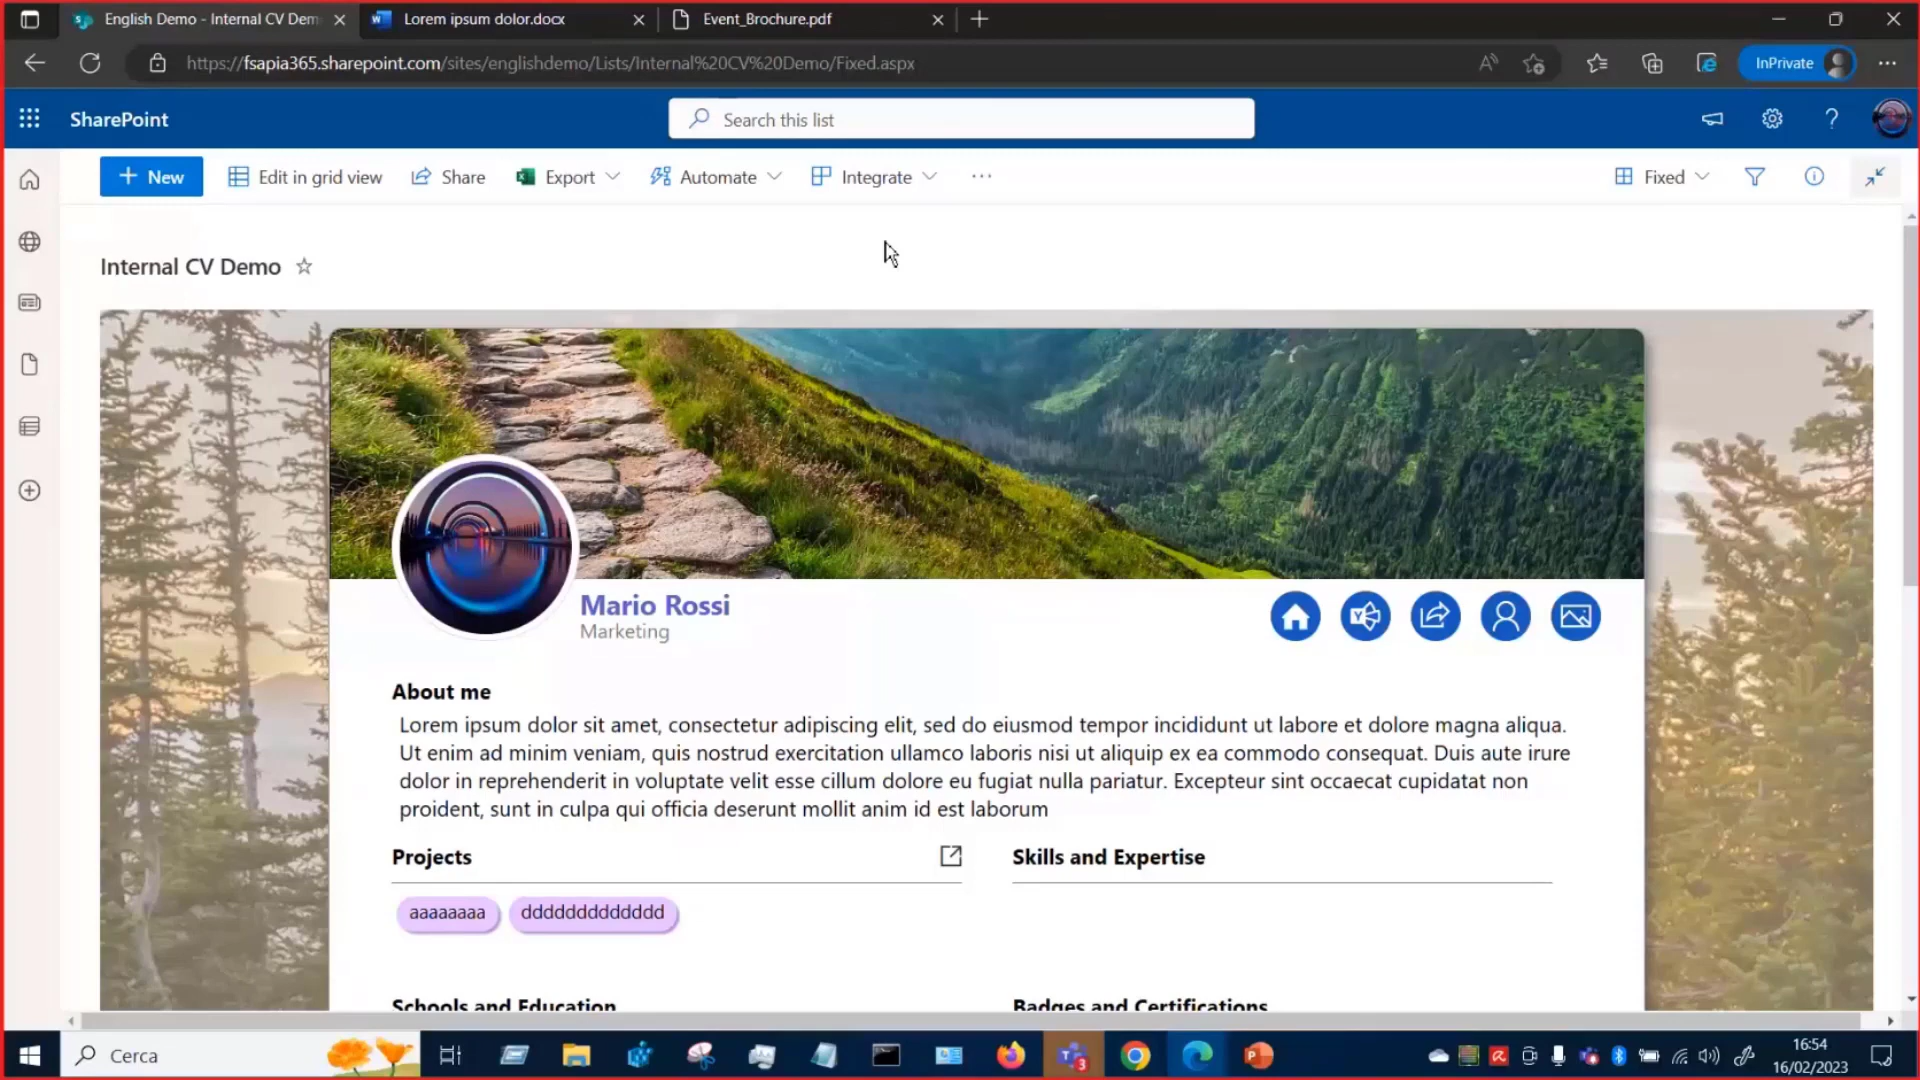 English Demo - Internal CV Dem
Lorem ipsum dolor.docx
Event_Brochure.pdf
https://fsapia365.sharepoint.com/sites/englishdemo/Lists/Internal%20CV%20Demo/Fixed.aspx
InPrivate
SharePoint
Search this list
New
Edit in grid view
Share
Export
Automate
Integrate
Fixed
Internal CV Demo
Mario Rossi
Marketing
About me
Lorem ipsum dolor sit amet, consectetur adipiscing elit, sed do eiusmod tempor incididunt ut labore et dolore magna aliqua.
Ut enim ad minim veniam, quis nostrud exercitation ullamco laboris nisi ut aliquip ex ea commodo consequat. Duis aute irure
dolor in reprehenderit in voluptate velit esse cillum dolore eu fugiat nulla pariatur. Excepteur sint occaecat cupidatat non
proident, sunt in culpa qui officia deserunt mollit anim id est laborum
Projects
Skills and Expertise
aaaaaaaa
ddddddddddddd
Schools and Education
Badges and Certifications
Cerca
3
16:54
16/02/2023